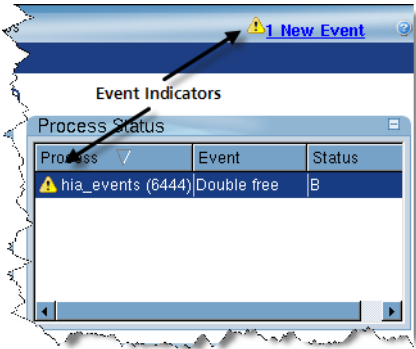 1 New Event
Event Indicators
Process Status
Process Event Status
hia_events (6444) Double free B